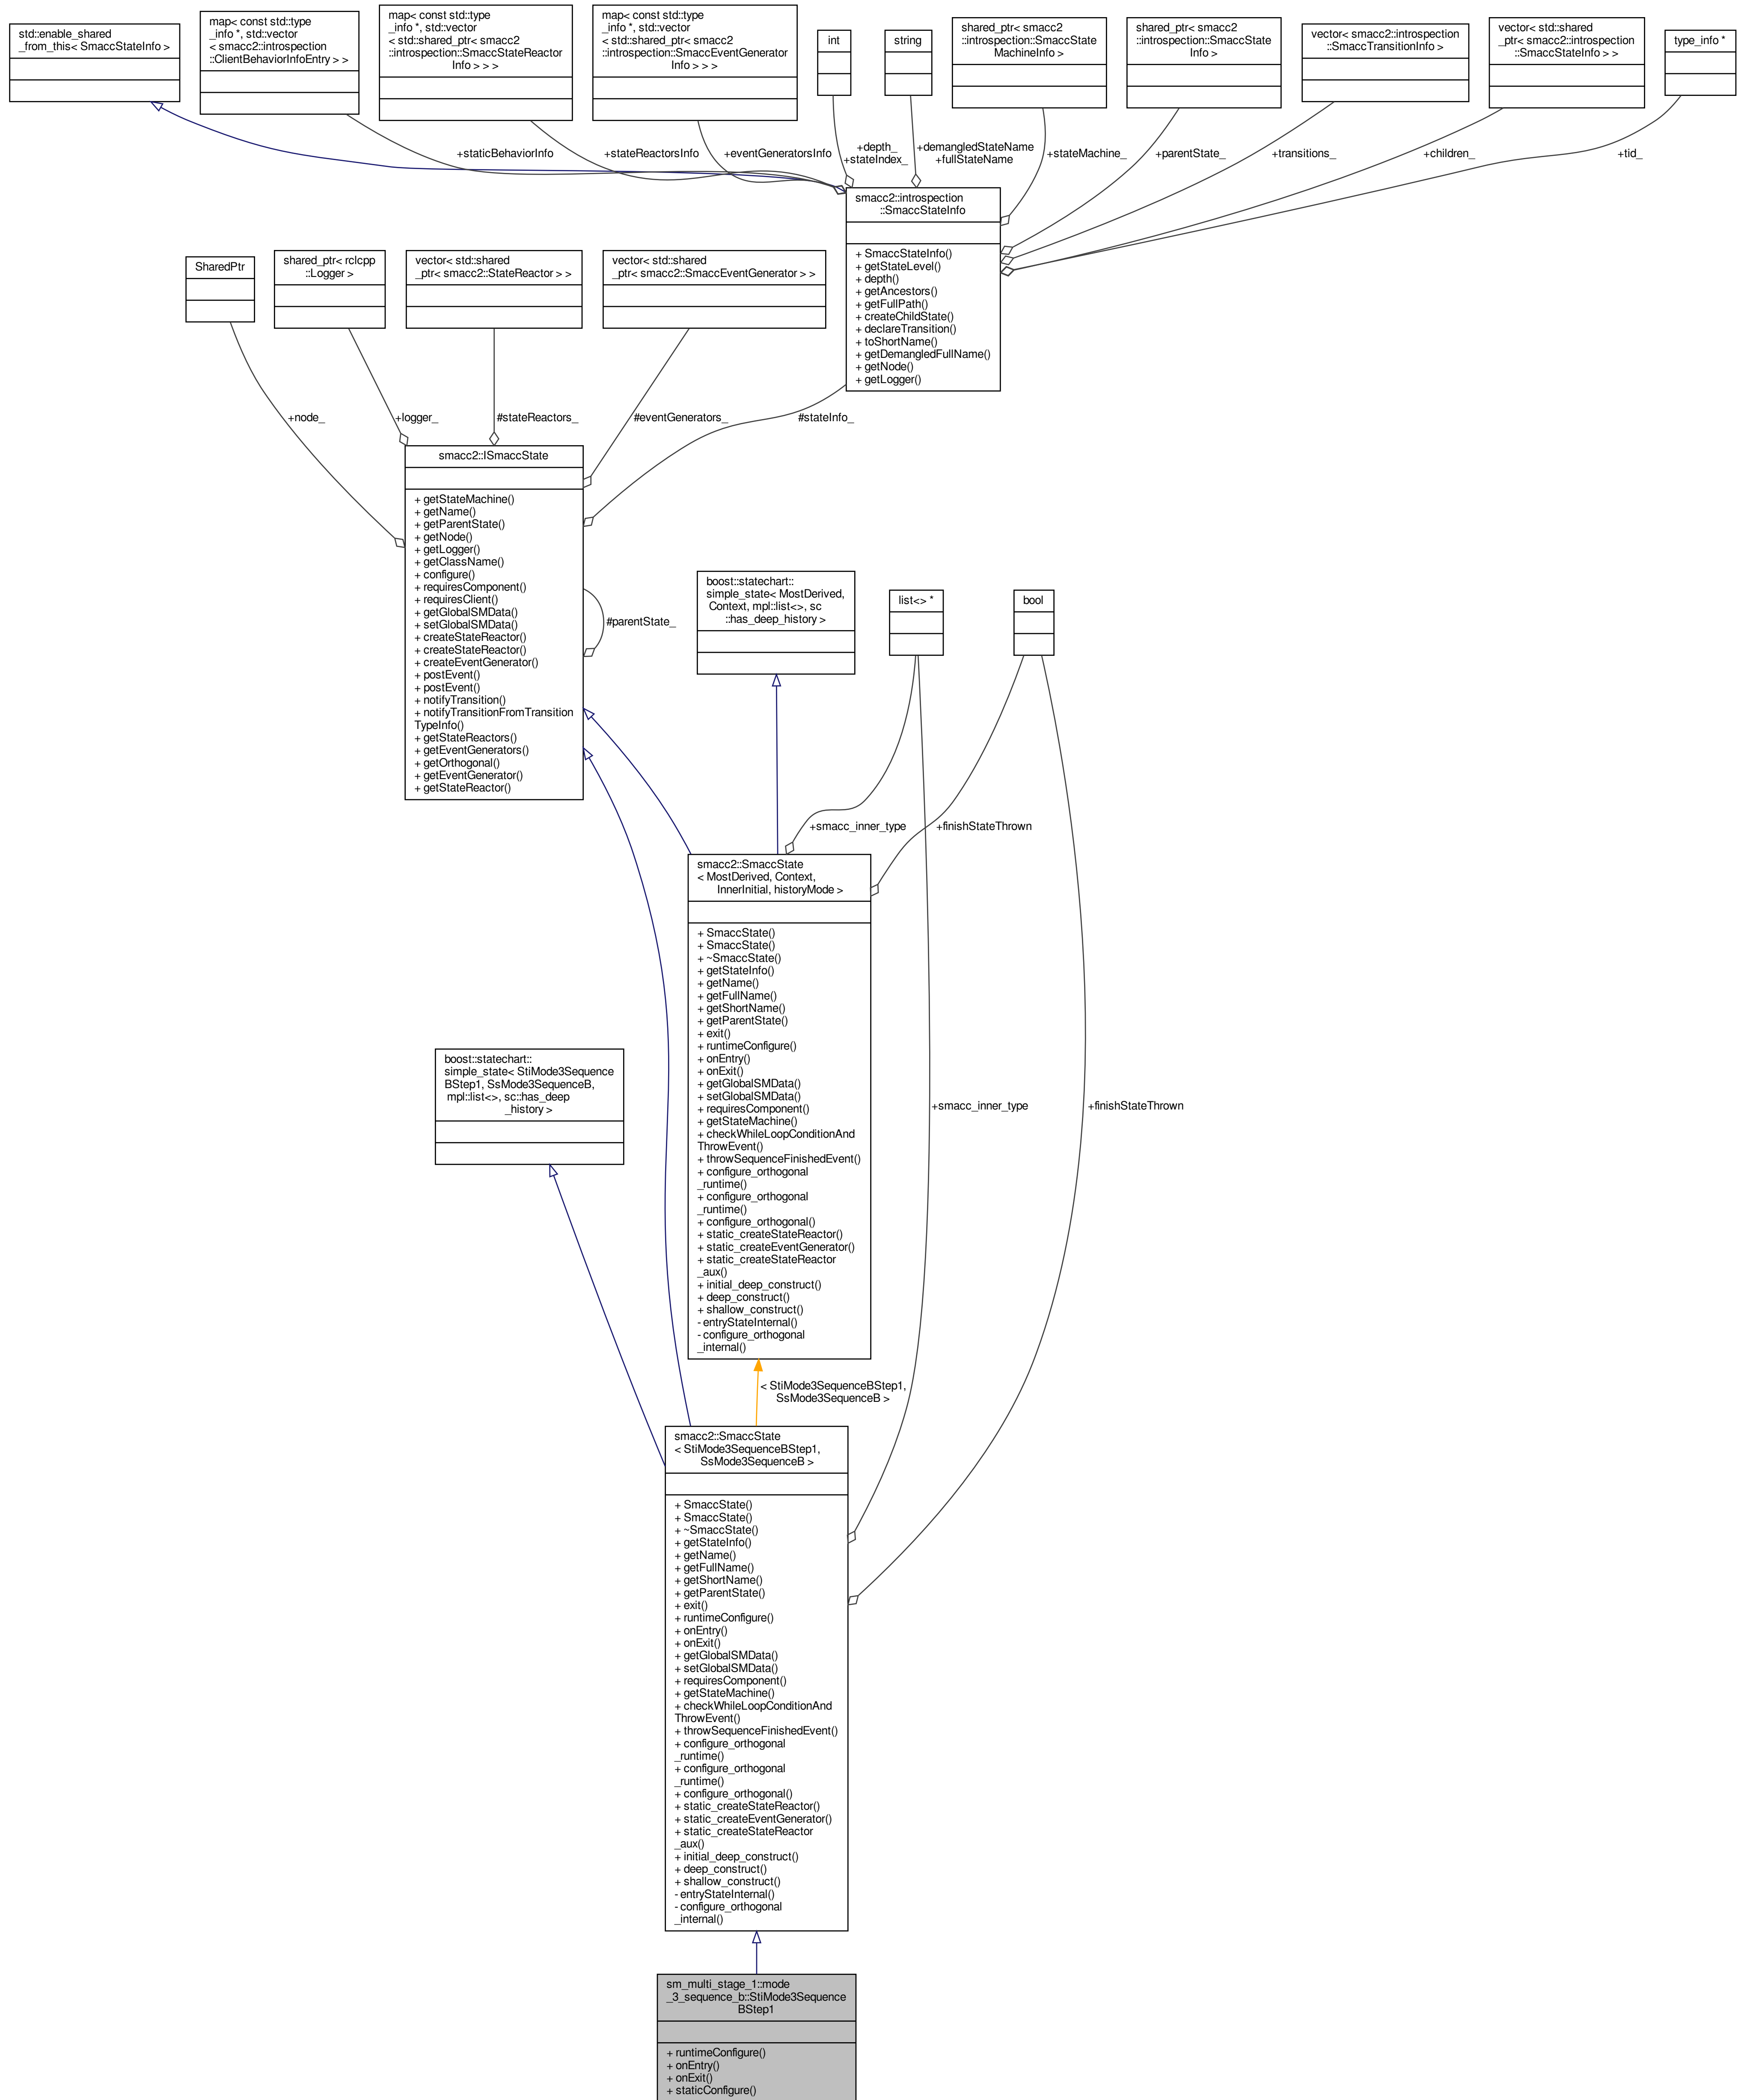 std::enable_shared
_from_this< SmaccStateInfo >
map< const std::type
_info *, std::vector
< smacc2::introspection
::ClientBehaviorInfoEntry > >
map< const std::type
_info *, std::vector
< std::shared_ptr< smacc2
::introspection::SmaccStateReactor
Info > > >
map< const std::type
_info *, std::vector
< std::shared_ptr< smacc2
::introspection::SmaccEventGenerator
Info > > >
int
string
shared_ptr< smacc2
::introspection::SmaccState
MachineInfo >
shared_ptr< smacc2
::introspection::SmaccState
Info >
vector< smacc2::introspection
::SmaccTransitionInfo >
vector< std::shared
_ptr< smacc2::introspection
::SmaccStateInfo > >
type_info *
+staticBehaviorInfo
+stateReactorsInfo
+eventGeneratorsInfo
+depth_
+stateIndex_
+demangledStateName
+fullStateName
+stateMachine_
+parentState_
+transitions_
+children_
+tid_
smacc2::introspection
::SmaccStateInfo
+ SmaccStateInfo()
+ getStateLevel()
+ depth()
+ getAncestors()
+ getFullPath()
+ createChildState()
+ declareTransition()
+ toShortName()
+ getDemangledFullName()
+ getNode()
+ getLogger()
SharedPtr
shared_ptr< rclcpp
::Logger >
vector< std::shared
_ptr< smacc2::StateReactor > >
vector< std::shared
_ptr< smacc2::SmaccEventGenerator > >
+node_
+logger_
#stateReactors_
#eventGenerators_
#stateInfo_
smacc2::ISmaccState
+ getStateMachine()
+ getName()
+ getParentState()
+ getNode()
+ getLogger()
+ getClassName()
+ configure()
+ requiresComponent()
+ requiresClient()
+ getGlobalSMData()
+ setGlobalSMData()
+ createStateReactor()
+ createStateReactor()
+ createEventGenerator()
+ postEvent()
+ postEvent()
+ notifyTransition()
+ notifyTransitionFromTransition
TypeInfo()
+ getStateReactors()
+ getEventGenerators()
+ getOrthogonal()
+ getEventGenerator()
+ getStateReactor()
#parentState_
boost::statechart::
simple_state< MostDerived,
Context, mpl::list<>, sc
::has_deep_history >
list<> *
bool
+smacc_inner_type
+finishStateThrown
smacc2::SmaccState
< MostDerived, Context,
InnerInitial, historyMode >
+ SmaccState()
+ SmaccState()
+ ~SmaccState()
+ getStateInfo()
+ getName()
+ getFullName()
+ getShortName()
+ getParentState()
+ exit()
+ runtimeConfigure()
+ onEntry()
+ onExit()
+ getGlobalSMData()
+ setGlobalSMData()
+ requiresComponent()
+ getStateMachine()
+ checkWhileLoopConditionAnd
ThrowEvent()
+ throwSequenceFinishedEvent()
+ configure_orthogonal
_runtime()
+ configure_orthogonal
_runtime()
+ configure_orthogonal()
+ static_createStateReactor()
+ static_createEventGenerator()
+ static_createStateReactor
_aux()
+ initial_deep_construct()
+ deep_construct()
+ shallow_construct()
- entryStateInternal()
- configure_orthogonal
_internal()
boost::statechart::
simple_state< StiMode3Sequence
BStep1, SsMode3SequenceB,
mpl::list<>, sc::has_deep
_history >
+smacc_inner_type
+finishStateThrown
< StiMode3SequenceBStep1,
SsMode3SequenceB >
smacc2::SmaccState
< StiMode3SequenceBStep1,
SsMode3SequenceB >
+ SmaccState()
+ SmaccState()
+ ~SmaccState()
+ getStateInfo()
+ getName()
+ getFullName()
+ getShortName()
+ getParentState()
+ exit()
+ runtimeConfigure()
+ onEntry()
+ onExit()
+ getGlobalSMData()
+ setGlobalSMData()
+ requiresComponent()
+ getStateMachine()
+ checkWhileLoopConditionAnd
ThrowEvent()
+ throwSequenceFinishedEvent()
+ configure_orthogonal
_runtime()
+ configure_orthogonal
_runtime()
+ configure_orthogonal()
+ static_createStateReactor()
+ static_createEventGenerator()
+ static_createStateReactor
_aux()
+ initial_deep_construct()
+ deep_construct()
+ shallow_construct()
- entryStateInternal()
- configure_orthogonal
_internal()
sm_multi_stage_1::mode
_3_sequence_b::StiMode3Sequence
BStep1
+ runtimeConfigure()
+ onEntry()
+ onExit()
+ staticConfigure()